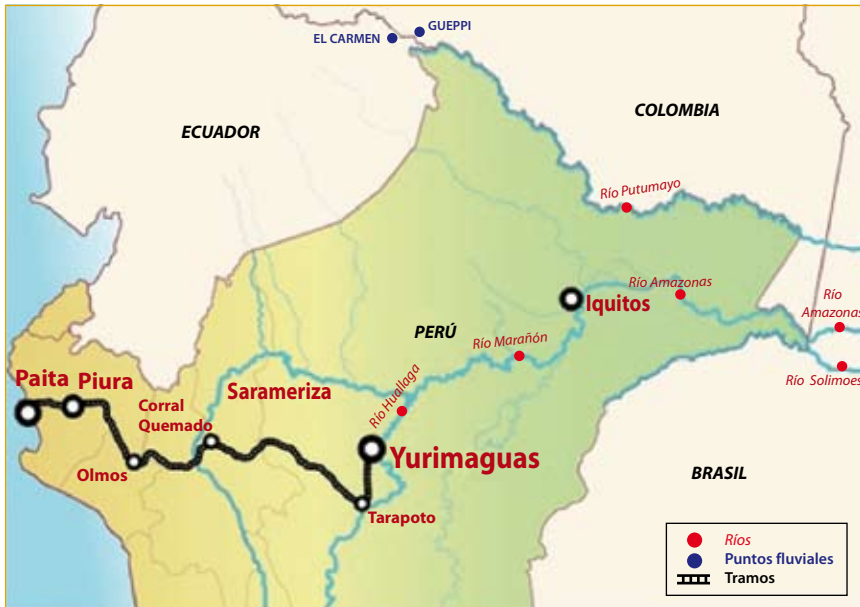 GUEPPI
EL CARMEN
COLOMBIA
ECUADOR
Río Putumayo
Río Amazonas
Iquitos
Río
Amazonas
PERÚ
Río Marañón
Río Solimoes
Paita
Piura
Sarameriza
Corral
Quemado
Río Huallaga
Yurimaguas
Olmos
BRASIL
Tarapoto
Ríos
Puntos fluviales
Tramos